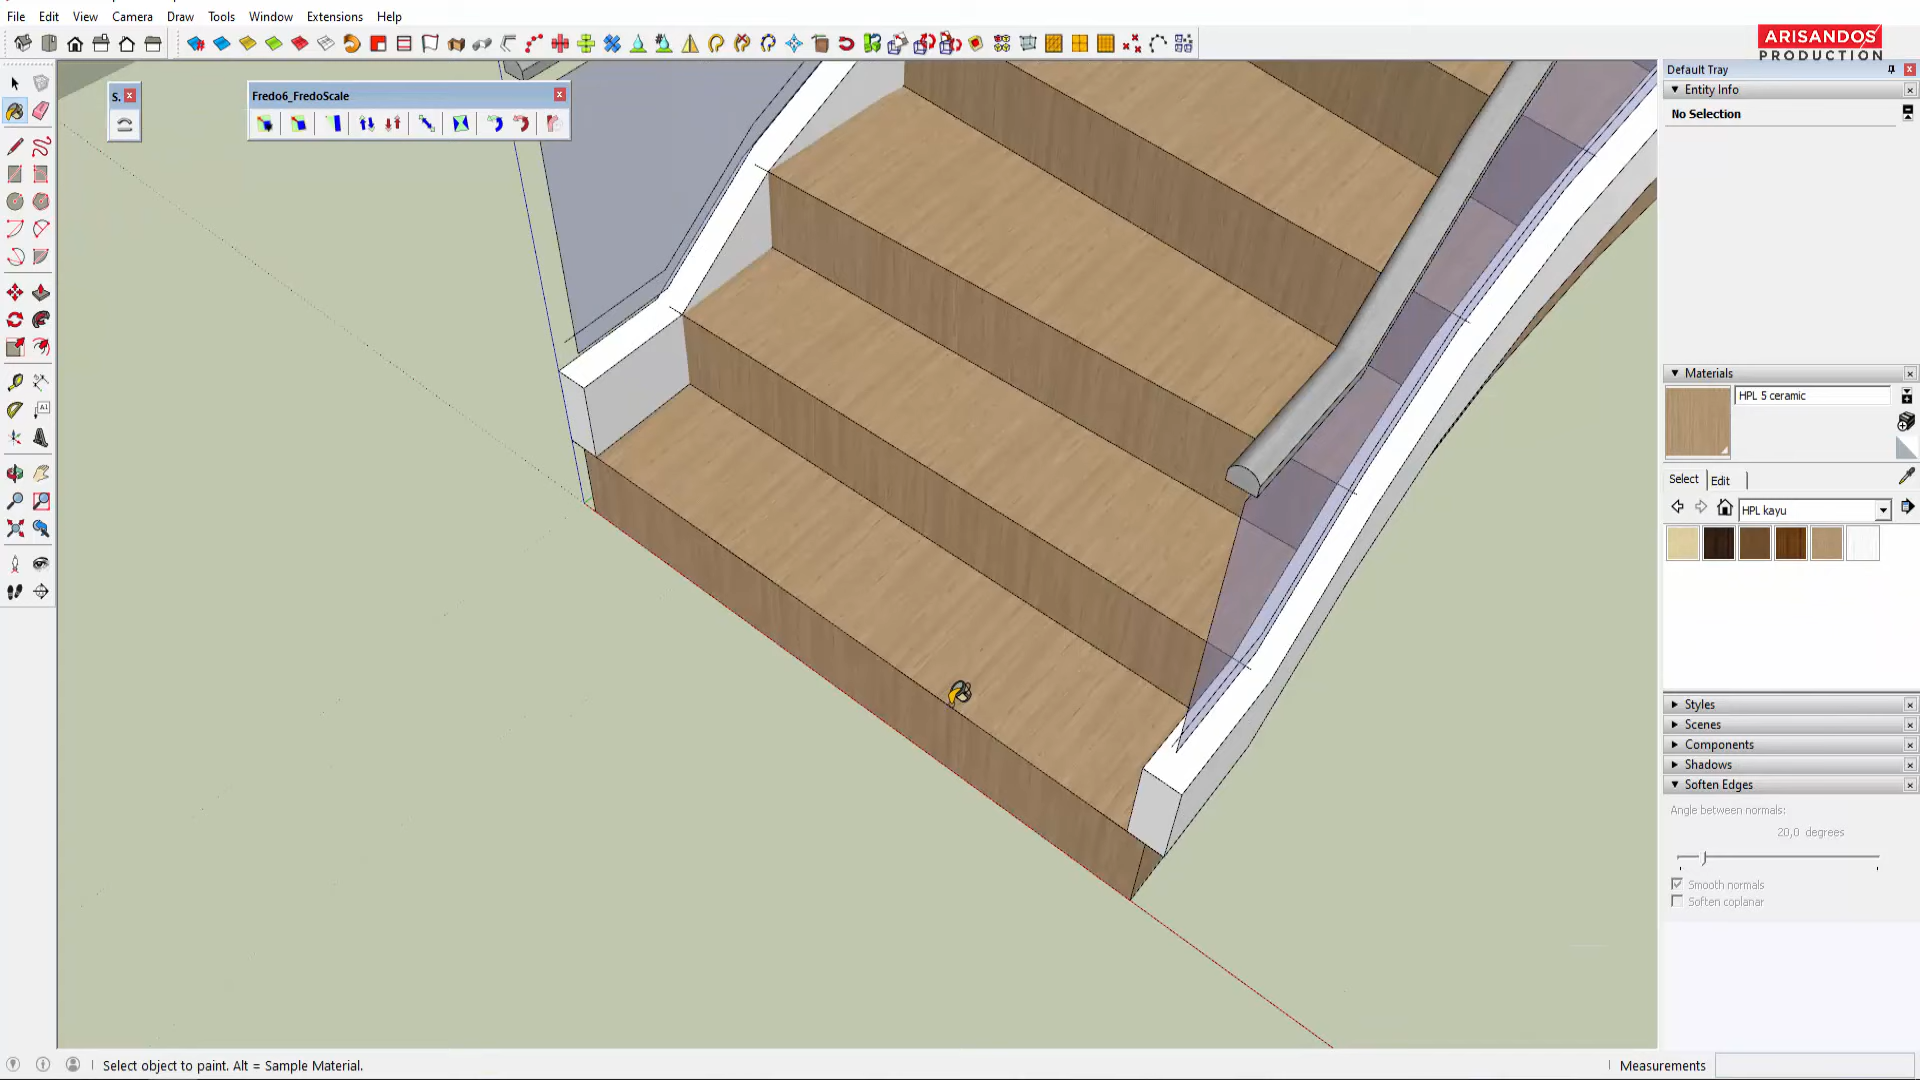 File Edit View Camera Draw Tools Window Extensions Help
ARISANDOS
PRODUCTION
Default Tray
Entity Info
No Selection
S.
Fredo6_FredoScale
Materials
HPL 5 ceramic
Select Edit
HPL kayu
Styles
Scenes
Components
Shadows
Soften Edges
Angle between normals:
20,0 degrees
Smooth normals
Soften coplanar
Select object to paint. Alt = Sample Material.
Measurements